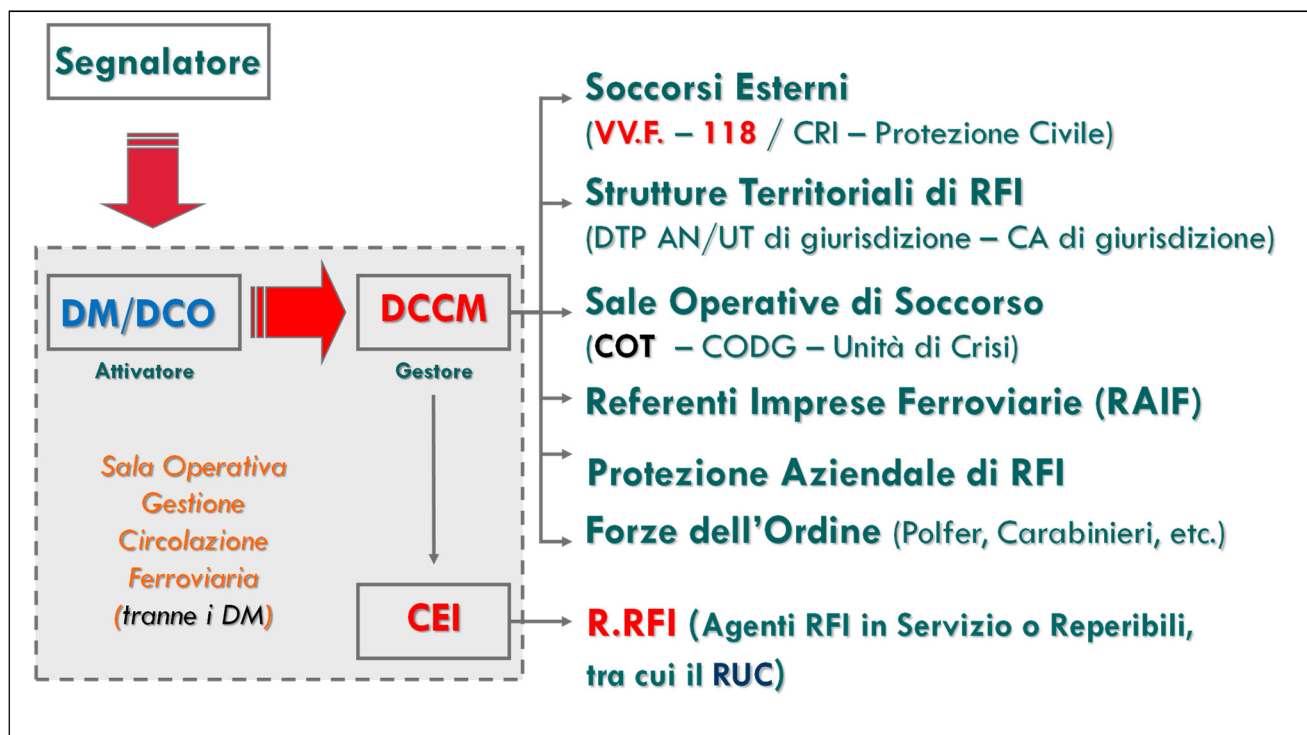 Segnalatore
DM/DCO
Attivatore
DCCM
Gestore
Sala Operativa
Gestione
Circolazione
Ferroviaria
(tranne i DM)
CEI
Soccorsi Esterni
(VV.F. – 118 / CRI – Protezione Civile)
Strutture Territoriali di RFI
(DTP AN/UT di giurisdizione – CA di giurisdizione)
Sale Operative di Soccorso
(COT – CODG – Unità di Crisi)
Referenti Imprese Ferroviarie (RAIF)
Protezione Aziendale di RFI
Forze dell’Ordine (Polfer, Carabinieri, etc.)
R.RFI (Agenti RFI in Servizio o Reperibili,
tra cui il RUC)